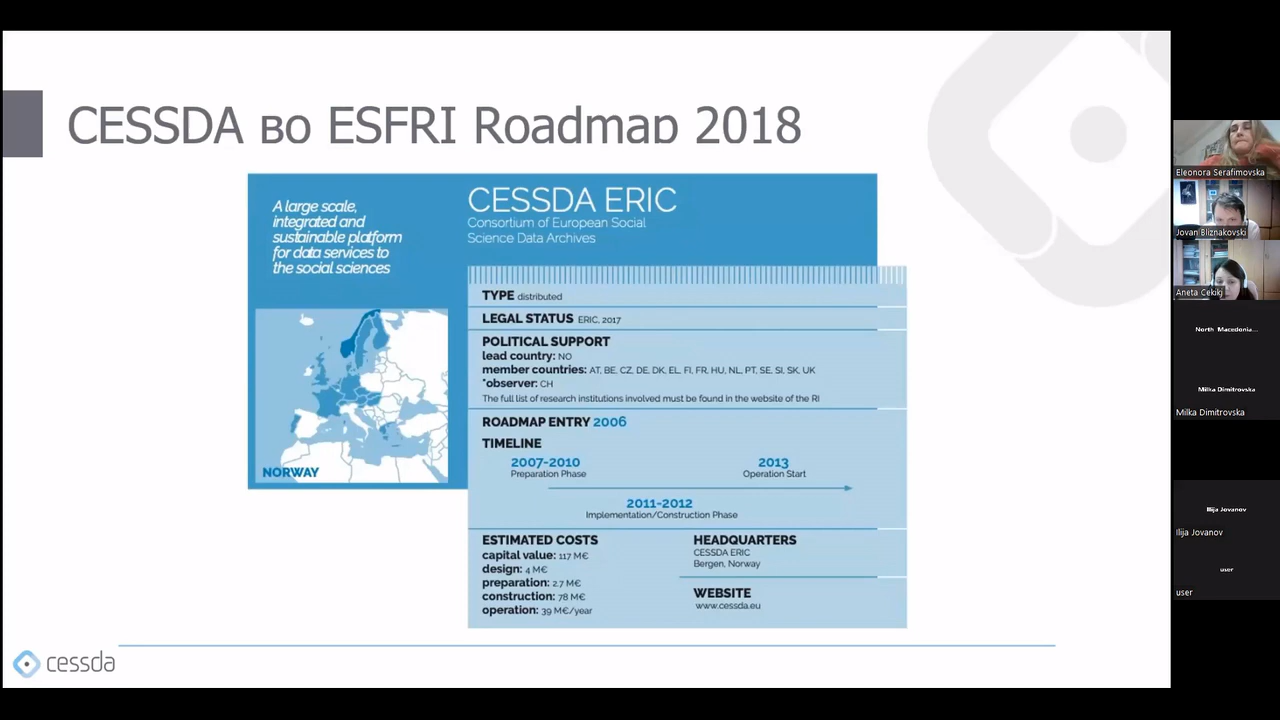 CESSDA во ESFRI Roadmap 2018
A large scale,
integrated and
sustainable platform
for data services to
the social sciences
NORWAY
CESSDA ERIC
Consortium of European Social
Science Data Archives
TYPE distributed
LEGAL STATUS ERIC, 2017
POLITICAL SUPPORT
lead country: NO
member countries: AT, BE, CZ, DE, DK, EL, FI, FR, HU, NL, PT, SE, SI, SK, UK
*observer: CH
The full list of research institutions involved must be found in the website of the RI
ROADMAP ENTRY 2006
TIMELINE
2007-2010
Preparation Phase
2013
Operation Start
2011-2012
Implementation/Construction Phase
ESTIMATED COSTS
capital value: 117 M€
design: 4 M€
preparation: 2.7 M€
construction: 78 M€
operation: 39 M€/year
HEADQUARTERS
CESSDA ERIC
Bergen, Norway
WEBSITE
www.cessda.eu
cessda
Eleonora Serafimovska
Jovan Bliznakovski
Aneta Cekikj
North Macedonia...
Milka Dimitrovska
Milka Dimitrovska
Ilija Jovanov
Ilija Jovanov
user
user